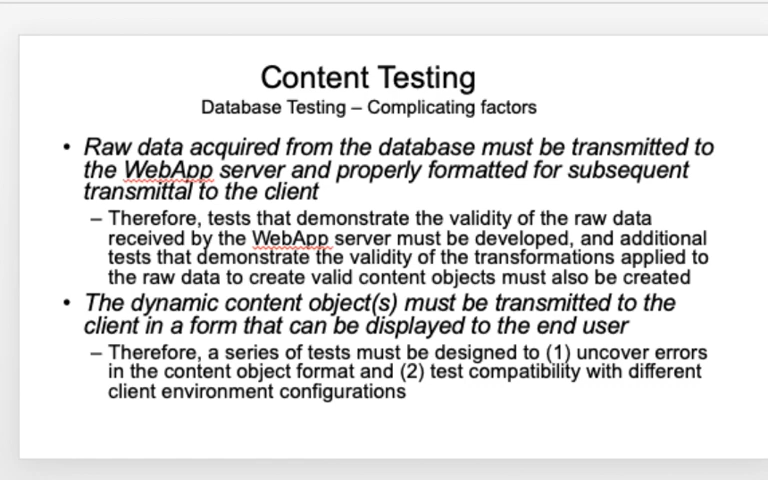 Content Testing
Database Testing – Complicating factors
• Raw data acquired from the database must be transmitted to
the WebApp server and properly formatted for subsequent
transmittal to the client
– Therefore, tests that demonstrate the validity of the raw data
received by the WebApp server must be developed, and additional
tests that demonstrate the validity of the transformations applied to
the raw data to create valid content objects must also be created
• The dynamic content object(s) must be transmitted to the
client in a form that can be displayed to the end user
– Therefore, a series of tests must be designed to (1) uncover errors
in the content object format and (2) test compatibility with different
client environment configurations